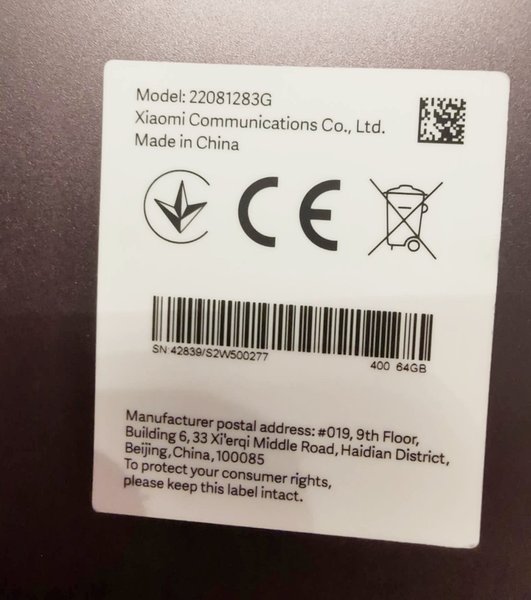 Model: 22081283G
Xiaomi Communications Co., Ltd.
Made in China
CE
SN 42839/S2W500277
400 64GB
Manufacturer postal address: #019, 9th Floor,
Building 6, 33 Xi'erqi Middle Road, Haidian District,
Beijing,China, 100085
To protect your consumer rights,
please keep this label intact.